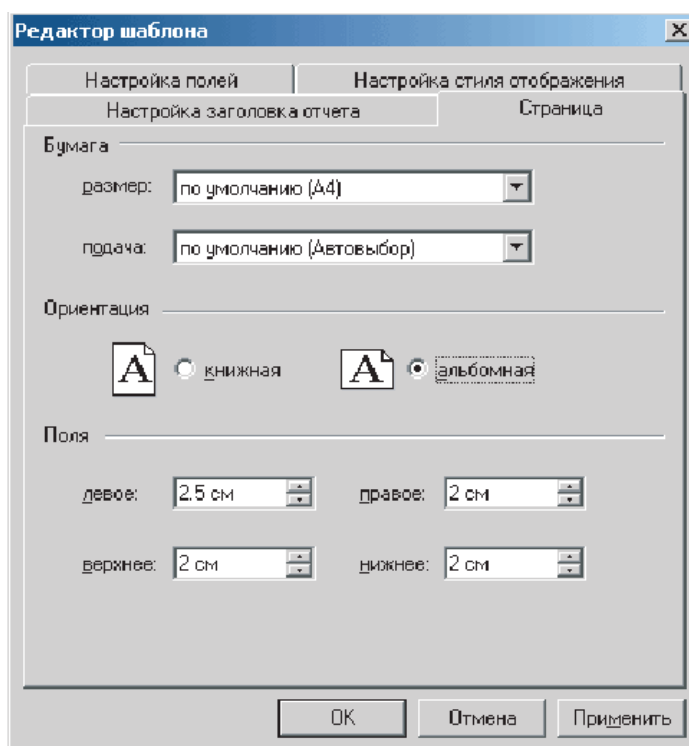 Редактор шаблона
Настройка полей Настройка стиля отображения
Настройка заголовка отчета Страница
Бумага
размер: по умолчанию (А4)
подача: по умолчанию (Автовыбор)
Ориентация
A книжная A альбомная
Поля
левое: 2.5 см правое: 2 см
верхнее: 2 см нижнее: 2 см
OK Отмена Применить